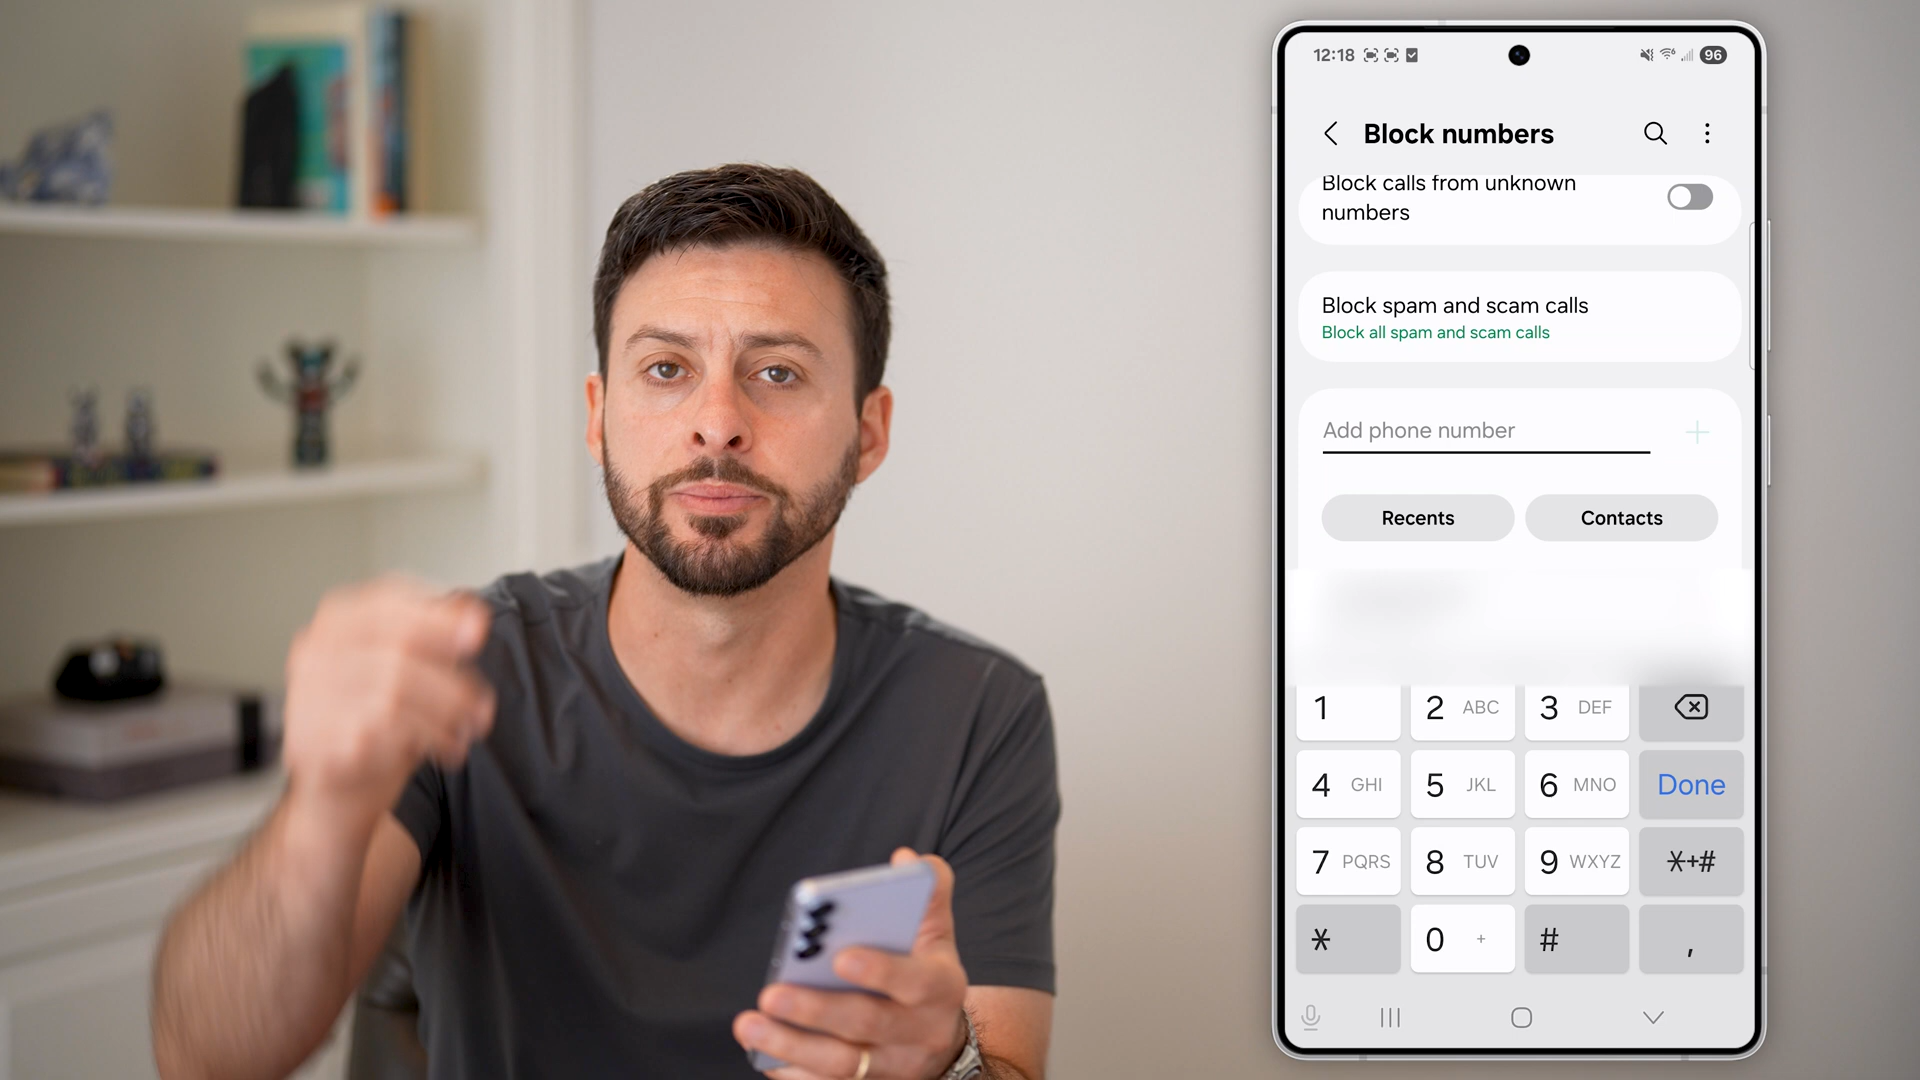 12:18
96
Block numbers
Block calls from unknown
numbers
Block spam and scam calls
Block all spam and scam calls
Add phone number
Recents Contacts
1 2 ABC 3 DEF
4 GHI 5 JKL 6 MNO Done
7 PQRS 8 TUV 9 WXYZ *+#
* 0 + # ,